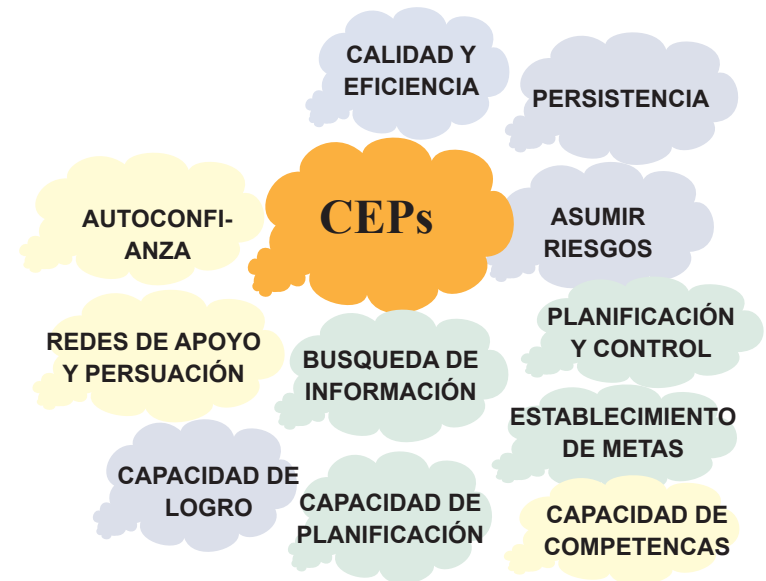 CALIDAD Y
EFICIENCIA
PERSISTENCIA
CEPs
AUTOCONFI-
ANZA
ASUMIR
RIESGOS
REDES DE APOYO
Y PERSUACIÓN
BUSQUEDA DE
INFORMACIÓN
PLANIFICACIÓN
Y CONTROL
ESTABLECIMIENTO
DE METAS
CAPACIDAD DE
LOGRO
CAPACIDAD DE
PLANIFICACIÓN
CAPACIDAD DE
COMPETENCAS